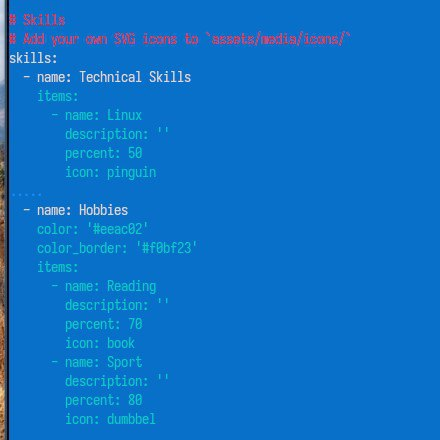 # Skills
# Add your own SVG icons to `assets/media/icons/`
skills:
  - name: Technical Skills
    items:
      - name: Linux
        description: ''
        percent: 50
        icon: pinguin
.....
  - name: Hobbies
    color: '#eeac02'
    color_border: '#f0bf23'
    items:
      - name: Reading
        description: ''
        percent: 70
        icon: book
      - name: Sport
        description: ''
        percent: 80
        icon: dumbbel